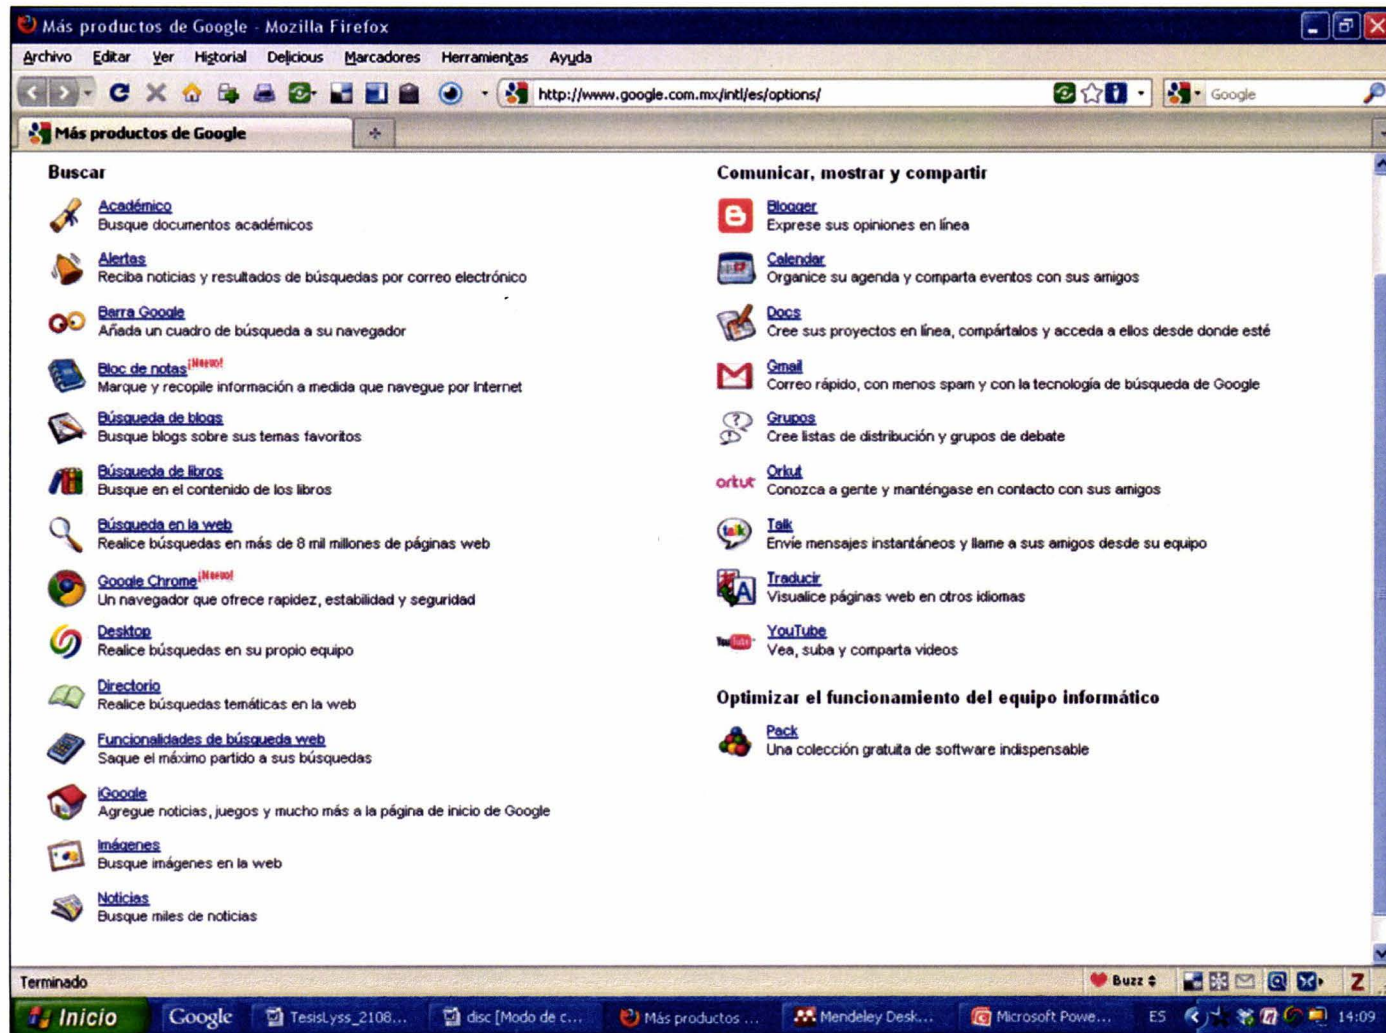 Más productos de Google - Mozilla Firefox
Archivo Editar Ver Historial Delicious Marcadores Herramientas Ayuda
http://www.google.com.mx/intl/es/options/
Google
Más productos de Google
Buscar
Académico
Busque documentos académicos
Alertas
Reciba noticias y resultados de búsquedas por correo electrónico
Barra Google
Añada un cuadro de búsqueda a su navegador
Bloc de notas ¡Nuevo!
Marque y recopile información a medida que navegue por Internet
Búsqueda de blogs
Busque blogs sobre sus temas favoritos
Búsqueda de libros
Busque en el contenido de los libros
Búsqueda en la web
Realice búsquedas en más de 8 mil millones de páginas web
Google Chrome ¡Nuevo!
Un navegador que ofrece rapidez, estabilidad y seguridad
Desktop
Realice búsquedas en su propio equipo
Directorio
Realice búsquedas temáticas en la web
Funcionalidades de búsqueda web
Saque el máximo partido a sus búsquedas
iGoogle
Agregue noticias, juegos y mucho más a la página de inicio de Google
Imágenes
Busque imágenes en la web
Noticias
Busque miles de noticias
Comunicar, mostrar y compartir
Blogger
Exprese sus opiniones en línea
Calendar
Organice su agenda y comparta eventos con sus amigos
Docs
Cree sus proyectos en línea, compártalos y acceda a ellos desde donde esté
Gmail
Correo rápido, con menos spam y con la tecnología de búsqueda de Google
Grupos
Cree listas de distribución y grupos de debate
orkut
Orkut
Conozca a gente y manténgase en contacto con sus amigos
talk
Talk
Envíe mensajes instantáneos y llame a sus amigos desde su equipo
A
Traducir
Visualice páginas web en otros idiomas
YouTube
YouTube
Vea, suba y comparta videos
Optimizar el funcionamiento del equipo informático
Pack
Una colección gratuita de software indispensable
Terminado
Buzz
Z
Inicio
Google
TesisLyss_2108...
disc [Modo de c...
Más productos ...
Mendeley Desk...
Microsoft Powe...
ES
14:09